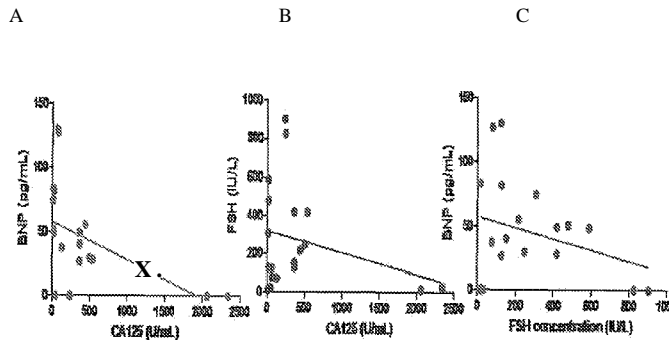 A B C
150
100
50
0
BNP (pg/mL)
X
0 500 1000 1500 2000 2500
CA125 (U/mL)
1000
800
600
400
200
0
FSH (IU/L)
0 500 1000 1500 2000 2500
CA125 (U/mL)
150
100
50
0
BNP (pg/mL)
0 200 400 600 800 1000
FSH concentration (IU/L)